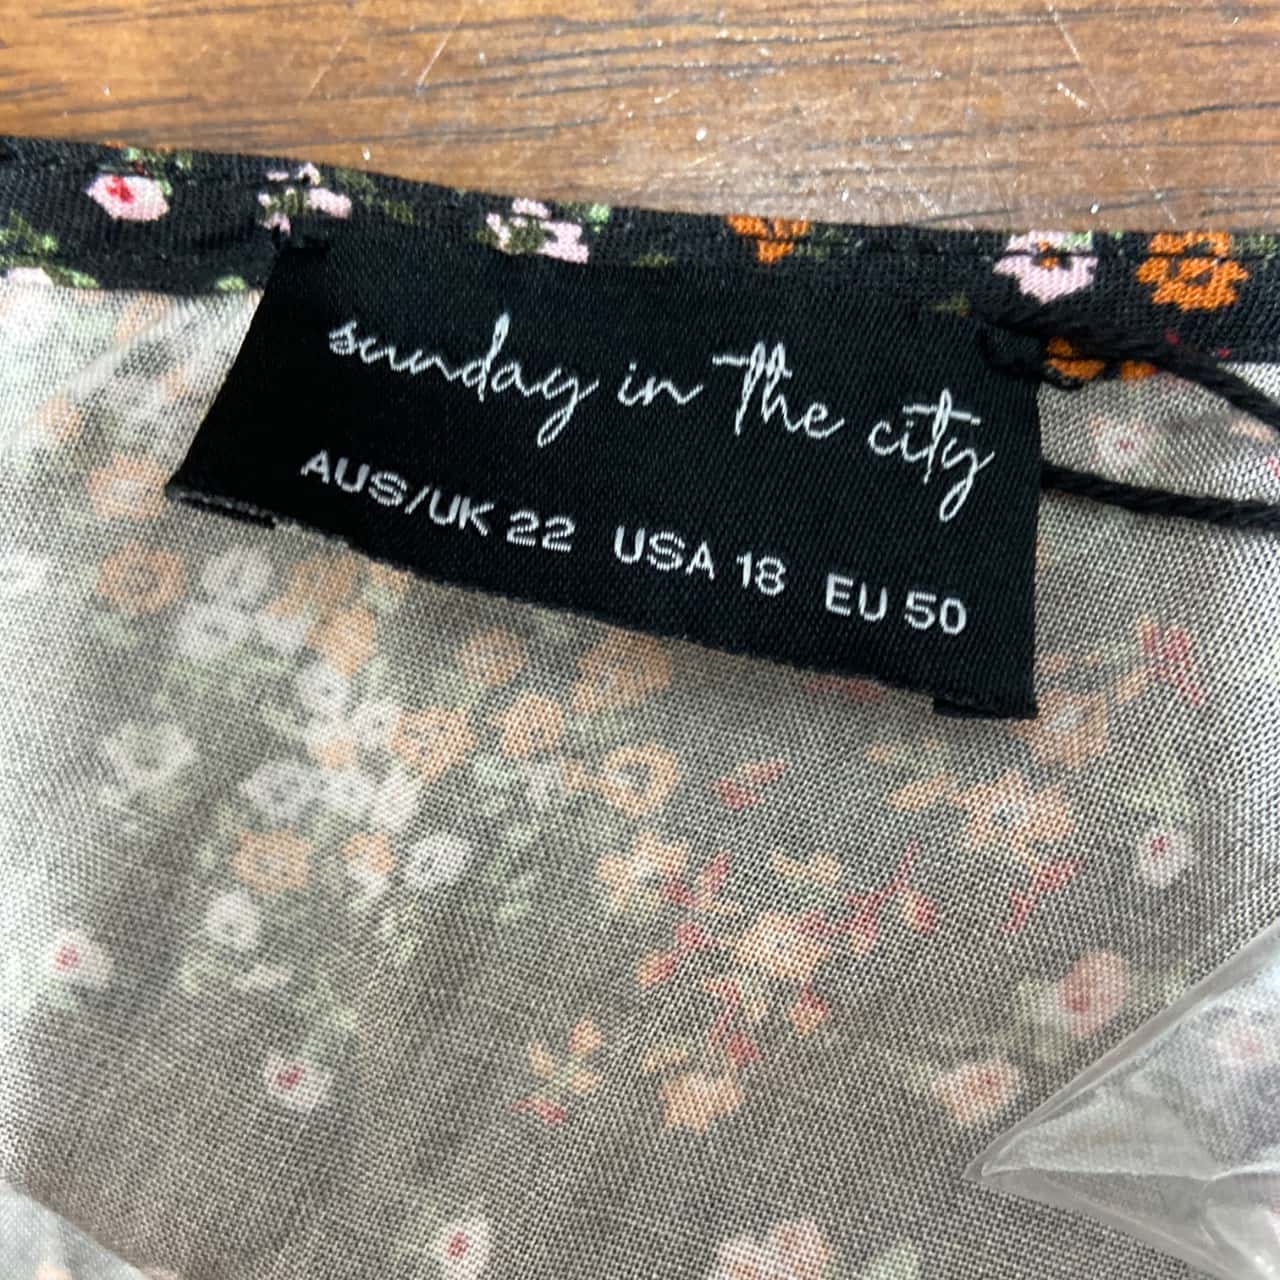 sunday in the city
AUS/UK 22 USA 18 EU 50